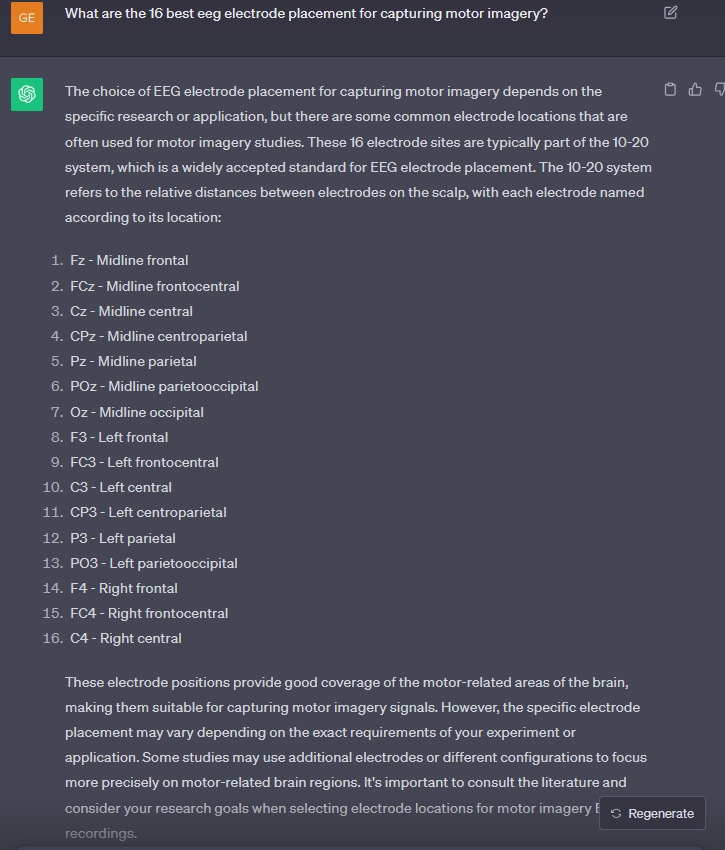 GE
What are the 16 best eeg electrode placement for capturing motor imagery?
The choice of EEG electrode placement for capturing motor imagery depends on the
specific research or application, but there are some common electrode locations that are
often used for motor imagery studies. These 16 electrode sites are typically part of the 10-20
system, which is a widely accepted standard for EEG electrode placement. The 10-20 system
refers to the relative distances between electrodes on the scalp, with each electrode named
according to its location:
1. Fz - Midline frontal
2. FCz - Midline frontocentral
3. Cz - Midline central
4. CPz - Midline centroparietal
5. Pz - Midline parietal
6. POz - Midline parietooccipital
7. Oz - Midline occipital
8. F3 - Left frontal
9. FC3 - Left frontocentral
10. C3 - Left central
11. CP3 - Left centroparietal
12. P3 - Left parietal
13. PO3 - Left parietooccipital
14. F4 - Right frontal
15. FC4 - Right frontocentral
16. C4 - Right central
These electrode positions provide good coverage of the motor-related areas of the brain,
making them suitable for capturing motor imagery signals. However, the specific electrode
placement may vary depending on the exact requirements of your experiment or
application. Some studies may use additional electrodes or different configurations to focus
more precisely on motor-related brain regions. It's important to consult the literature and
consider your research goals when selecting electrode locations for motor imagery
recordings.
Regenerate